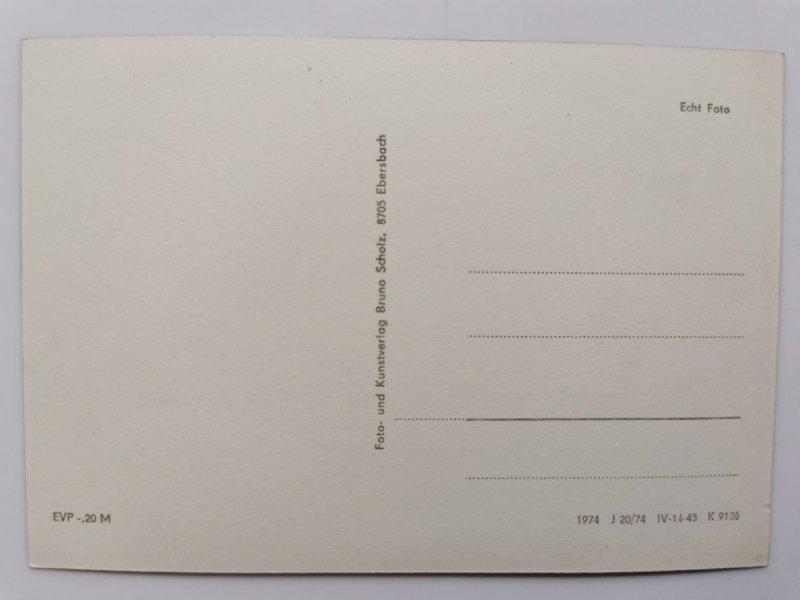 Echt Foto
Foto- und Kunstverlag Bruno Scholz, 8705 Ebersbach
EVP -,20 M
1974 J 20/74 IV-14-45 K 9126